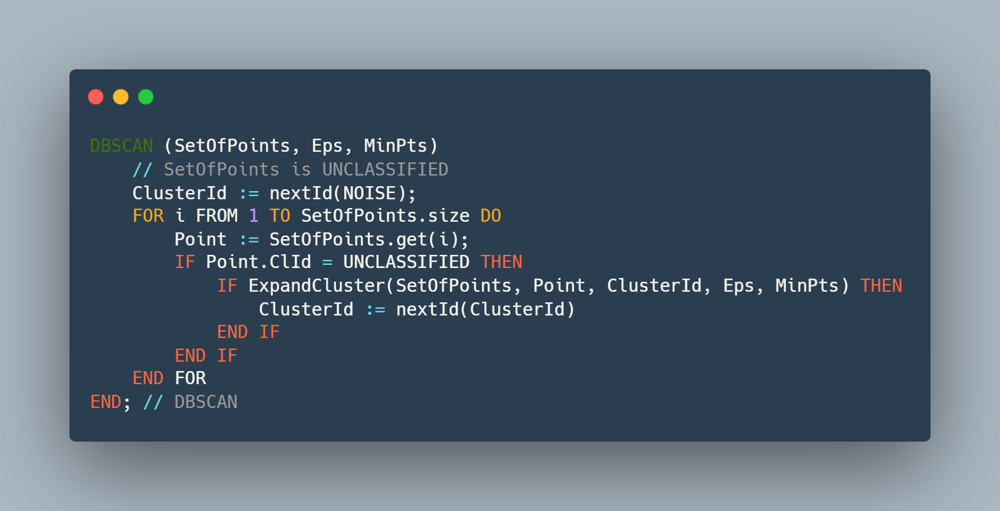 DBSCAN (SetOfPoints, Eps, MinPts)
    // SetOfPoints is UNCLASSIFIED
    ClusterId := nextId(NOISE);
    FOR i FROM 1 TO SetOfPoints.size DO
        Point := SetOfPoints.get(i);
        IF Point.ClId = UNCLASSIFIED THEN
            IF ExpandCluster(SetOfPoints, Point, ClusterId, Eps, MinPts) THEN
                ClusterId := nextId(ClusterId)
            END IF
        END IF
    END FOR
END; // DBSCAN